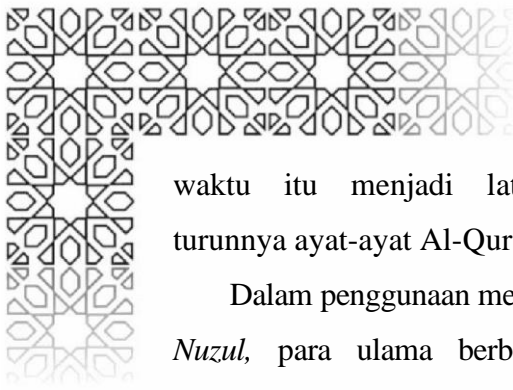 waktu itu menjadi lat
turunnya ayat-ayat Al-Qur
Dalam penggunaan me
Nuzul, para ulama berb